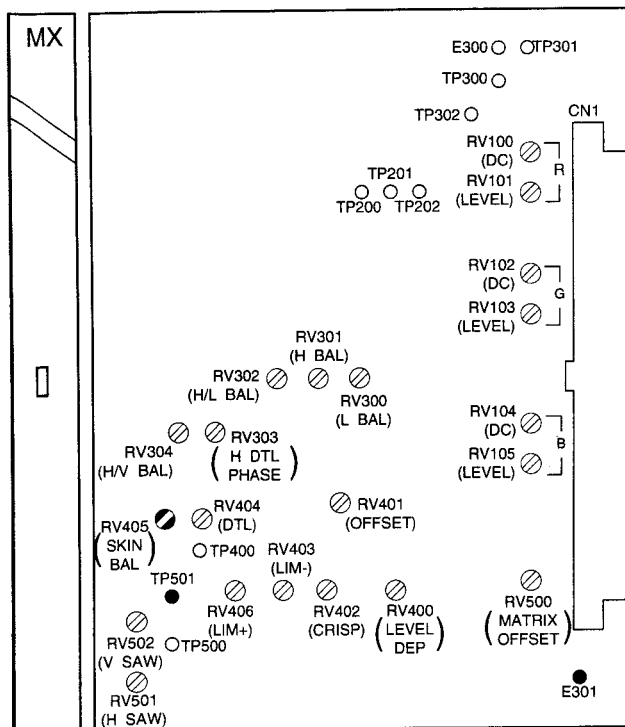 MX
E300
TP301
TP300
TP302
CN1
RV100
(DC)
R
RV101
(LEVEL)
TP201
TP200
TP202
RV102
(DC)
G
RV103
(LEVEL)
RV301
(H BAL)
RV302
(H/L BAL)
RV300
(L BAL)
RV104
(DC)
B
RV105
(LEVEL)
RV304
(H/V BAL)
RV303
(H DTL
PHASE)
RV404
(DTL)
RV401
(OFFSET)
RV405
(SKIN
BAL)
TP400
RV403
(LIM-)
TP501
RV406
(LIM+)
RV402
(CRISP)
RV400
(LEVEL
DEP)
RV500
(MATRIX
OFFSET)
RV502
(V SAW)
TP500
RV501
(H SAW)
E301